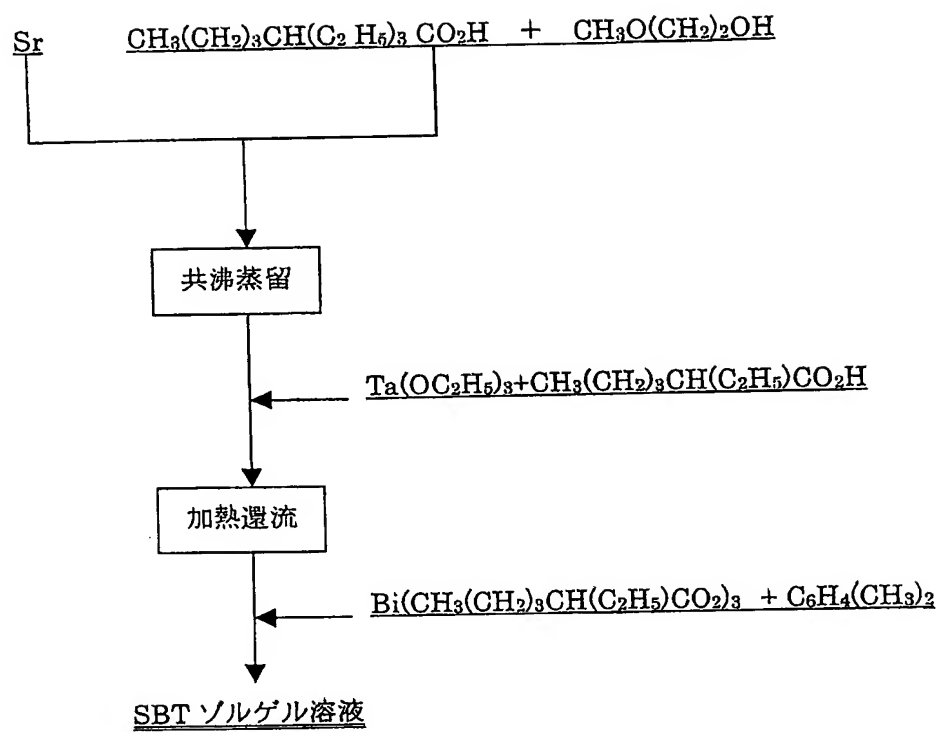 Sr CH₃(CH₂)₃CH(C₂ H₅)₃ CO₂H + CH₃O(CH₂)₂OH
共沸蒸留
Ta(OC₂H₅)₃+CH₃(CH₂)₃CH(C₂H₅)CO₂H
加熱還流
Bi(CH₃(CH₂)₃CH(C₂H₅)CO₂)₃ + C₆H₄(CH₃)₂
SBT ゾルゲル溶液